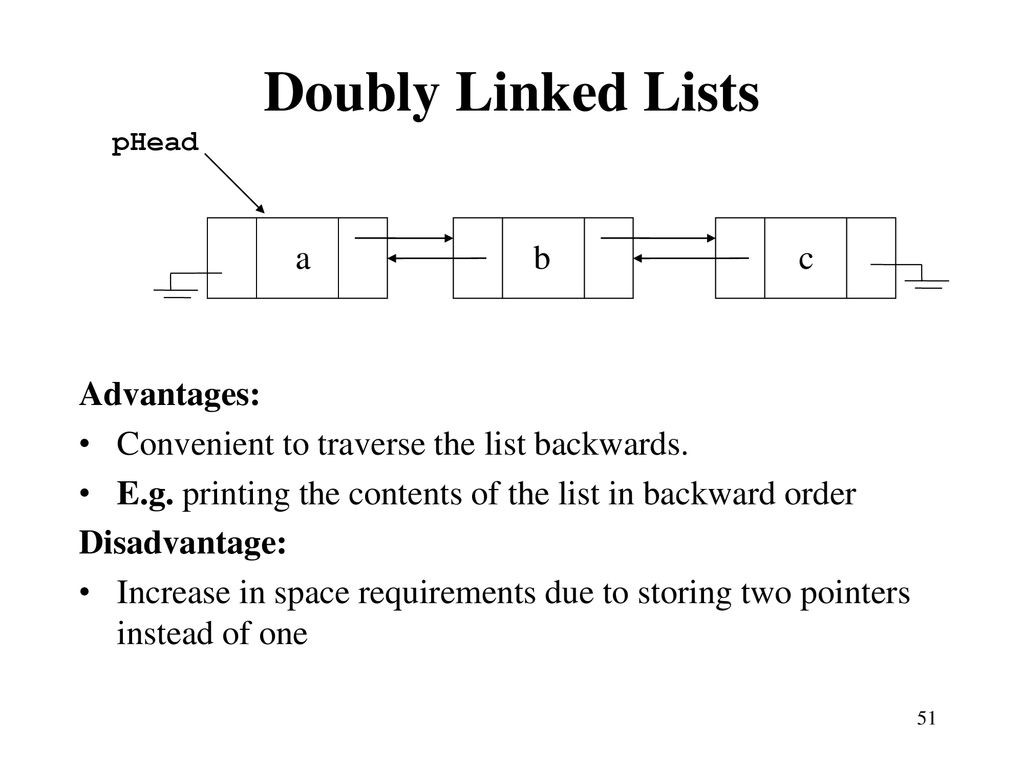 Doubly Linked Lists
pHead
a b c
Advantages:
• Convenient to traverse the list backwards.
• E.g. printing the contents of the list in backward order
Disadvantage:
• Increase in space requirements due to storing two pointers
instead of one
51